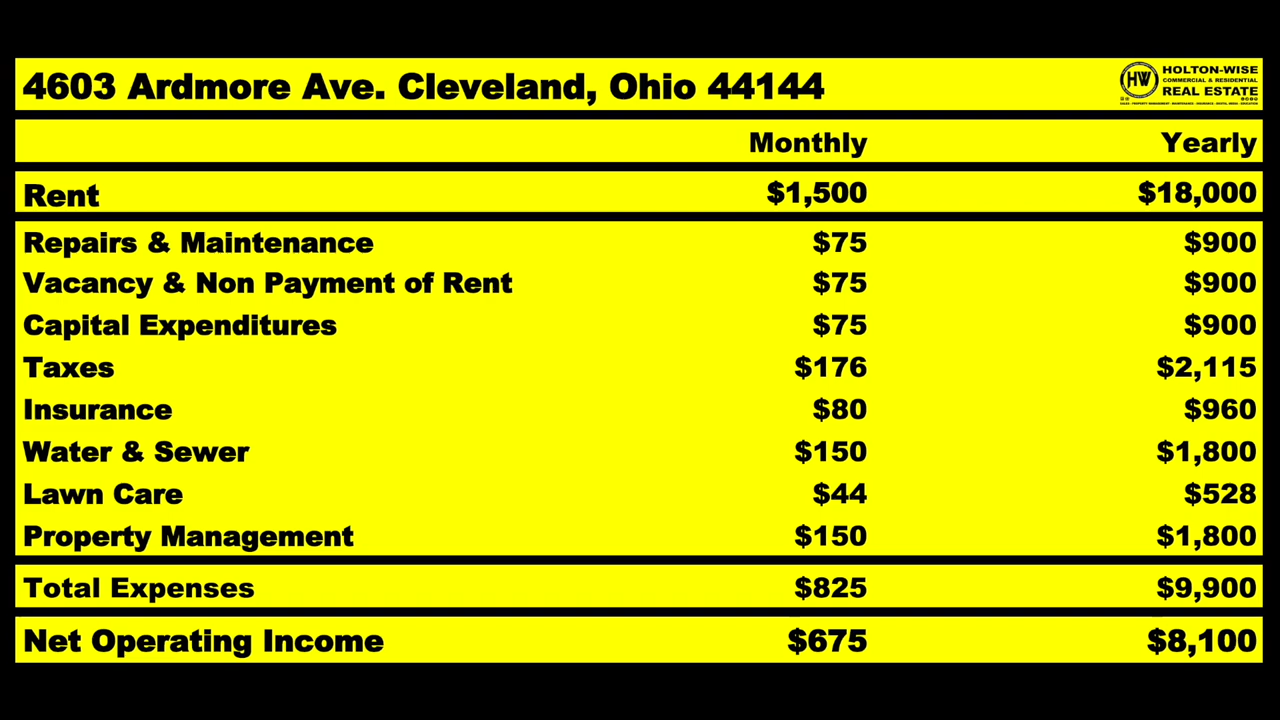 4603 Ardmore Ave. Cleveland, Ohio 44144
HW
HOLTON-WISE
COMMERCIAL & RESIDENTIAL
REAL ESTATE
Monthly Yearly
Rent $1,500 $18,000
Repairs & Maintenance $75 $900
Vacancy & Non Payment of Rent $75 $900
Capital Expenditures $75 $900
Taxes $176 $2,115
Insurance $80 $960
Water & Sewer $150 $1,800
Lawn Care $44 $528
Property Management $150 $1,800
Total Expenses $825 $9,900
Net Operating Income $675 $8,100